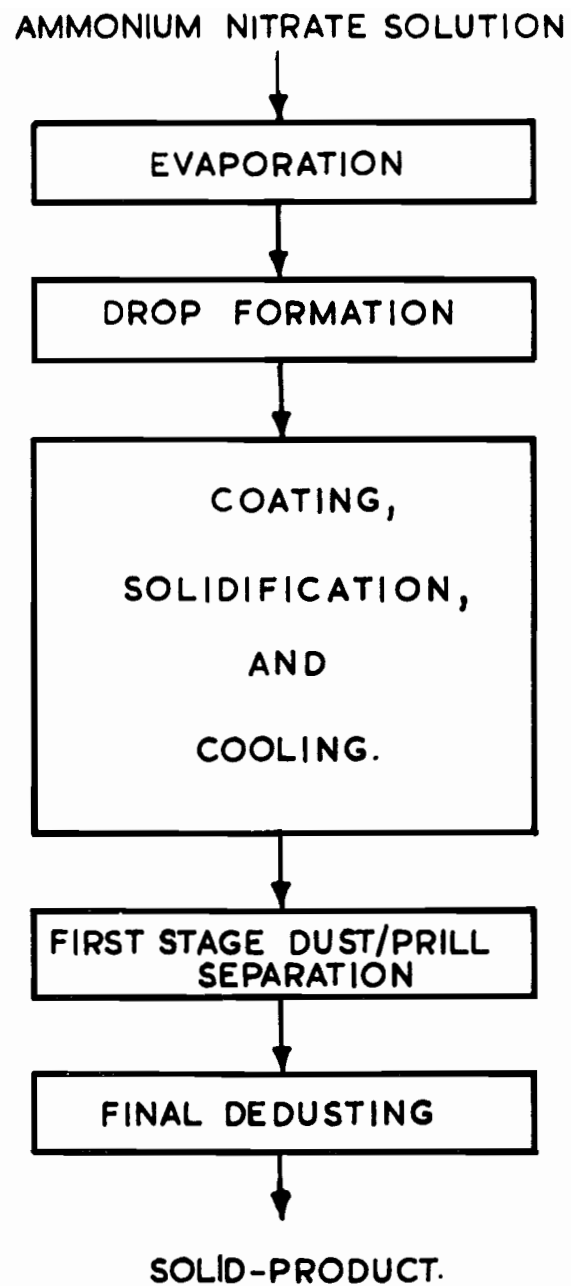 AMMONIUM NITRATE SOLUTION
EVAPORATION
DROP FORMATION
COATING,
SOLIDIFICATION,
AND
COOLING.
FIRST STAGE DUST/PRILL
SEPARATION
FINAL DEDUSTING
SOLID-PRODUCT.